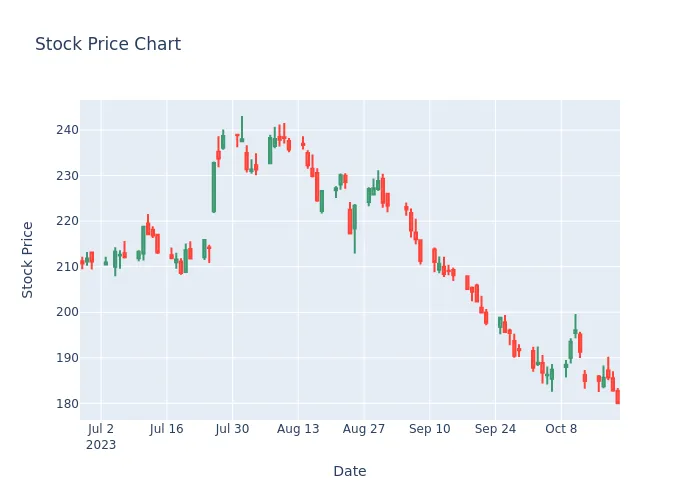 Stock Price Chart
Stock Price
240
230
220
210
200
190
180
Jul 2
2023
Jul 16
Jul 30
Aug 13
Aug 27
Sep 10
Sep 24
Oct 8
Date